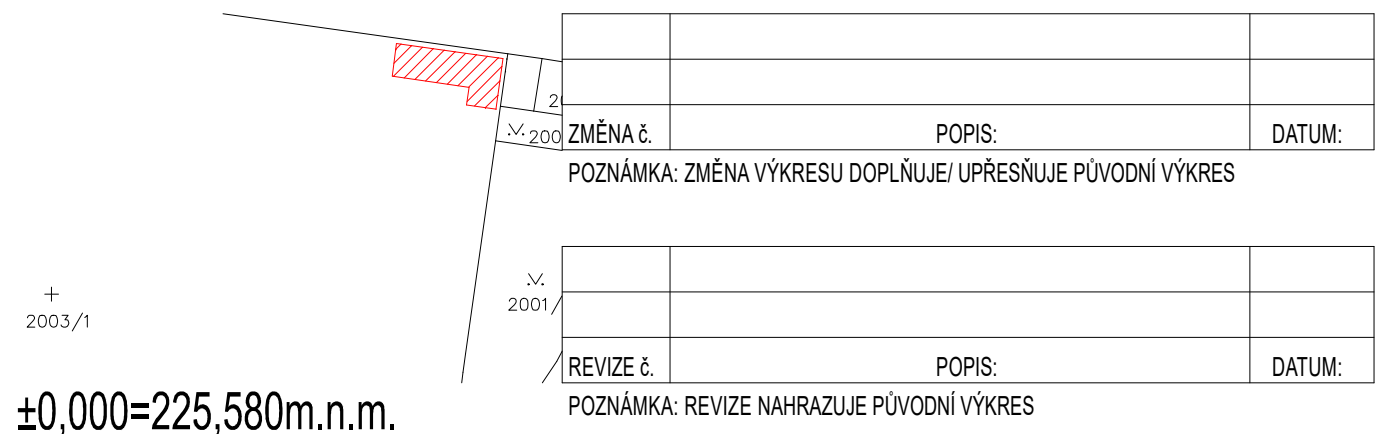 ZMĚNA č. POPIS: DATUM:
POZNÁMKA: ZMĚNA VÝKRESU DOPLŇUJE/ UPŘESŇUJE PŮVODNÍ VÝKRES
2001/
2003/1
REVIZE č. POPIS: DATUM:
±0,000=225,580m.n.m.
POZNÁMKA: REVIZE NAHRAZUJE PŮVODNÍ VÝKRES